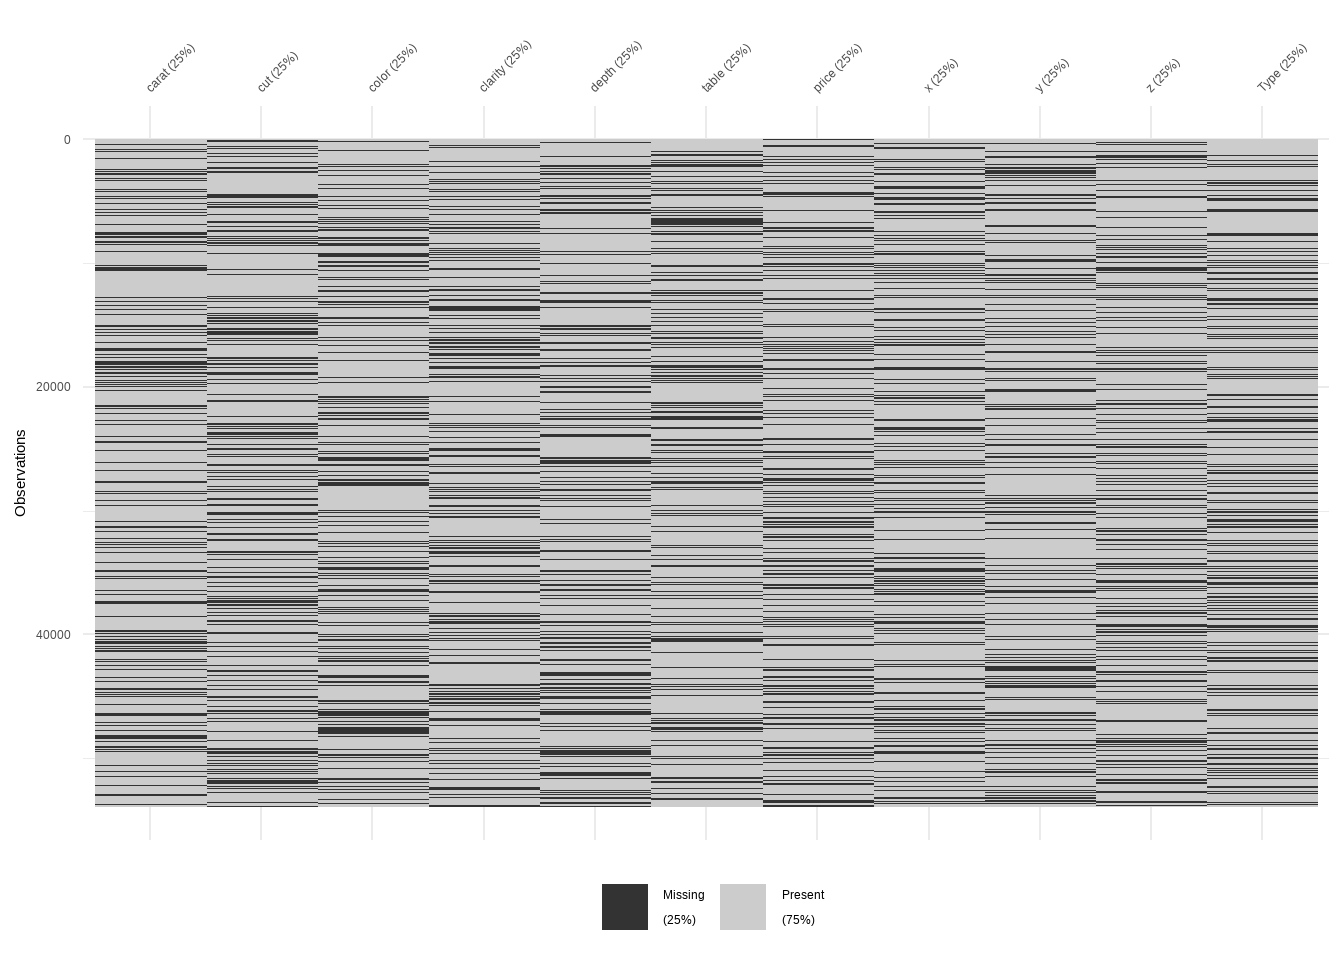 carat (25%)
cut (25%)
color (25%)
clarity (25%)
depth (25%)
table (25%)
price (25%)
x (25%)
y (25%)
z (25%)
Type (25%)
0
20000
40000
Observations
Missing
(25%)
Present
(75%)